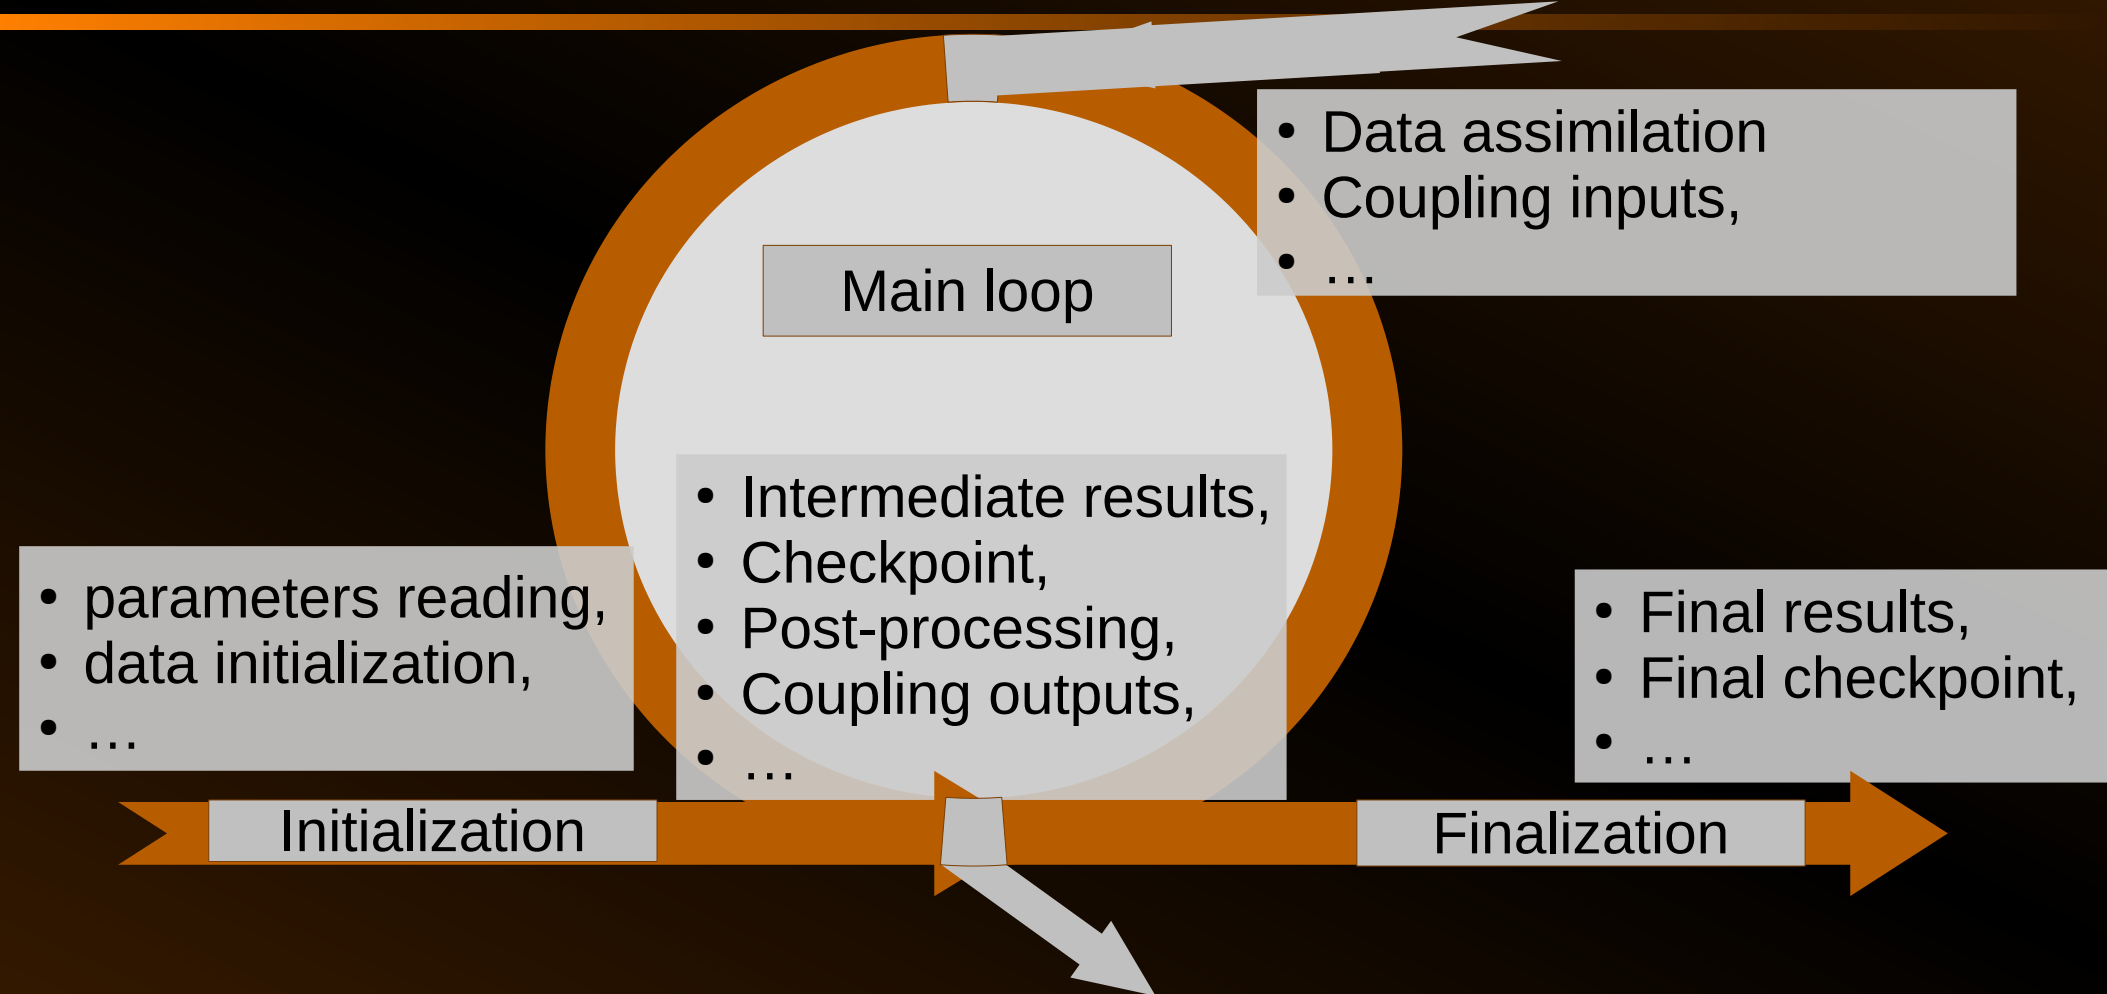 • Data assimilation
• Coupling inputs,
• …
Main loop
• Intermediate results,
• Checkpoint,
• Post-processing,
• Coupling outputs,
• …
• parameters reading,
• data initialization,
• …
• Final results,
• Final checkpoint,
• …
Initialization
Finalization